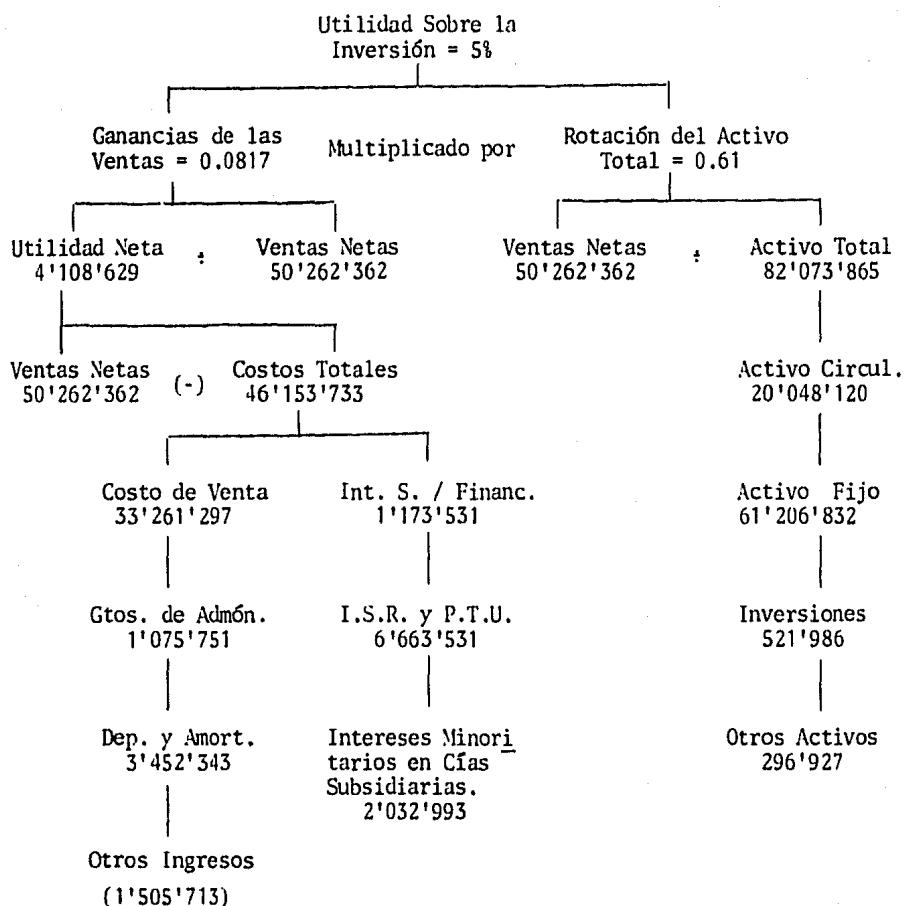 Utilidad Sobre la
Inversión = 5%
Ganancias de las
Ventas = 0.0817
Multiplicado por
Rotación del Activo
Total = 0.61
Utilidad Neta
4'108'629
:
Ventas Netas
50'262'362
Ventas Netas
50'262'362
:
Activo Total
82'073'865
Ventas Netas
50'262'362
(-)
Costos Totales
46'153'733
Activo Circul.
20'048'120
Costo de Venta
33'261'297
Int. S. / Financ.
1'173'531
Activo Fijo
61'206'832
Gtos. de Admón.
1'075'751
I.S.R. y P.T.U.
6'663'531
Inversiones
521'986
Dep. y Amort.
3'452'343
Intereses Minori
tarios en Cías
Subsidiarias.
2'032'993
Otros Activos
296'927
Otros Ingresos
(1'505'713)